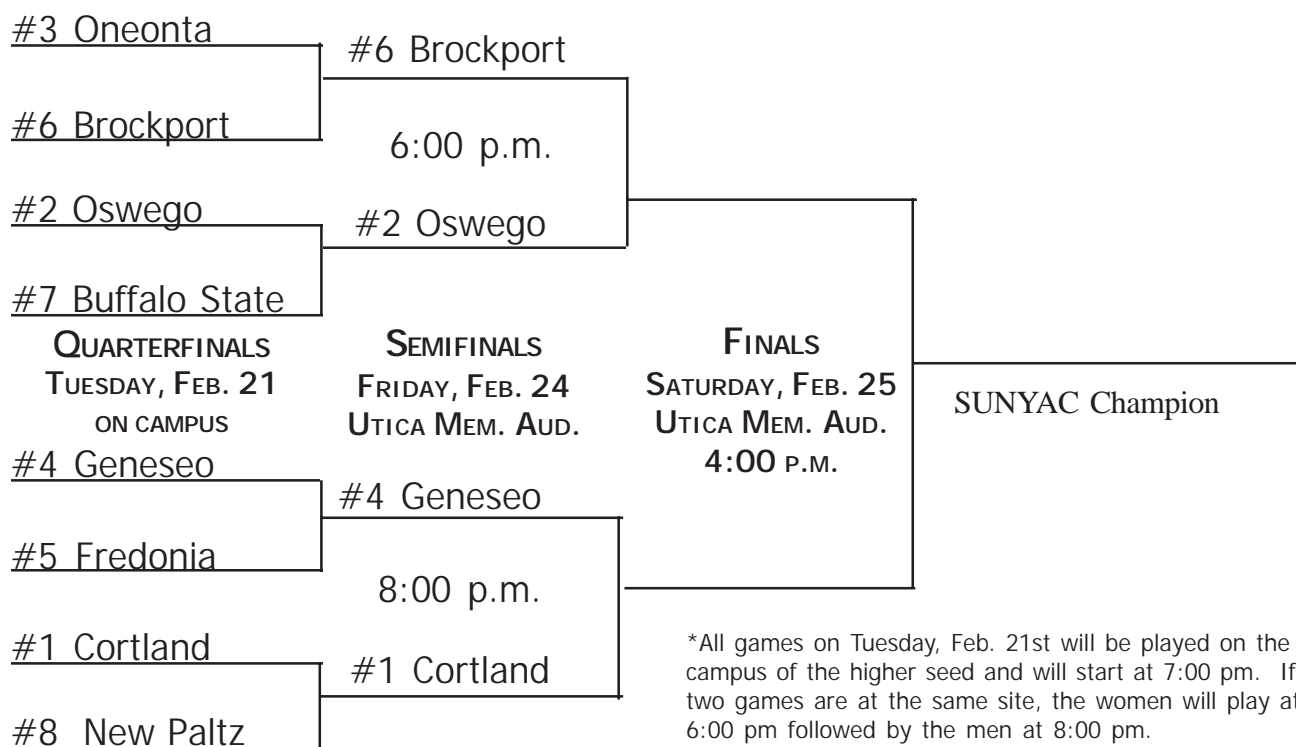 #3 Oneonta
#6 Brockport
#6 Brockport
6:00 p.m.
#2 Oswego
#2 Oswego
#7 Buffalo State
QUARTERFINALS
TUESDAY, FEB. 21
ON CAMPUS
SEMIFINALS
FRIDAY, FEB. 24
UTICA MEM. AUD.
FINALS
SATURDAY, FEB. 25
UTICA MEM. AUD.
4:00 P.M.
SUNYAC Champion
#4 Geneseo
#4 Geneseo
#5 Fredonia
8:00 p.m.
#1 Cortland
#1 Cortland
#8 New Paltz
*All games on Tuesday, Feb. 21st will be played on the
campus of the higher seed and will start at 7:00 pm. If
two games are at the same site, the women will play at
6:00 pm followed by the men at 8:00 pm.